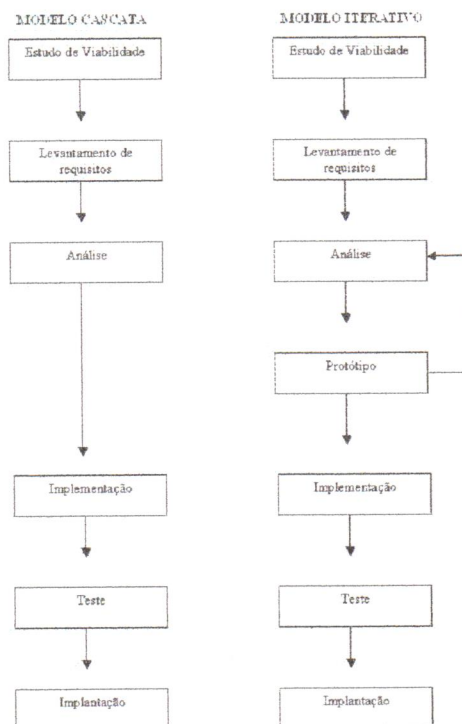 MODELO CASCATA
Estudo de Viabilidade
Levantamento de
requisitos
Análise
Implementação
Teste
Implantação
MODELO ITERATIVO
Estudo de Viabilidade
Levantamento de
requisitos
Análise
Protótipo
Implementação
Teste
Implantação